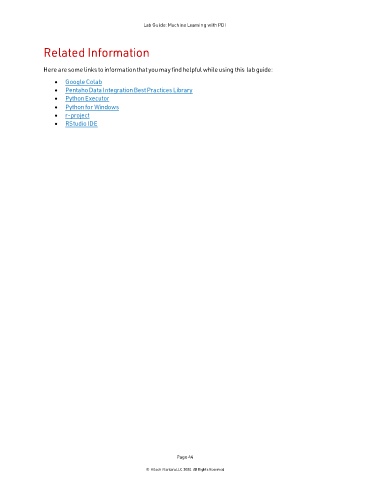 Lab Guide: Machine Learning with PDI
Related Information
Here are some links to information that you may find helpful while using this lab guide:
• Google Colab
• Pentaho Data Integration Best Practices Library
• Python Executor
• Python for Windows
• r-project
• RStudio IDE
Page 44
© Hitachi Vantara LLC 2020. All Rights Reserved